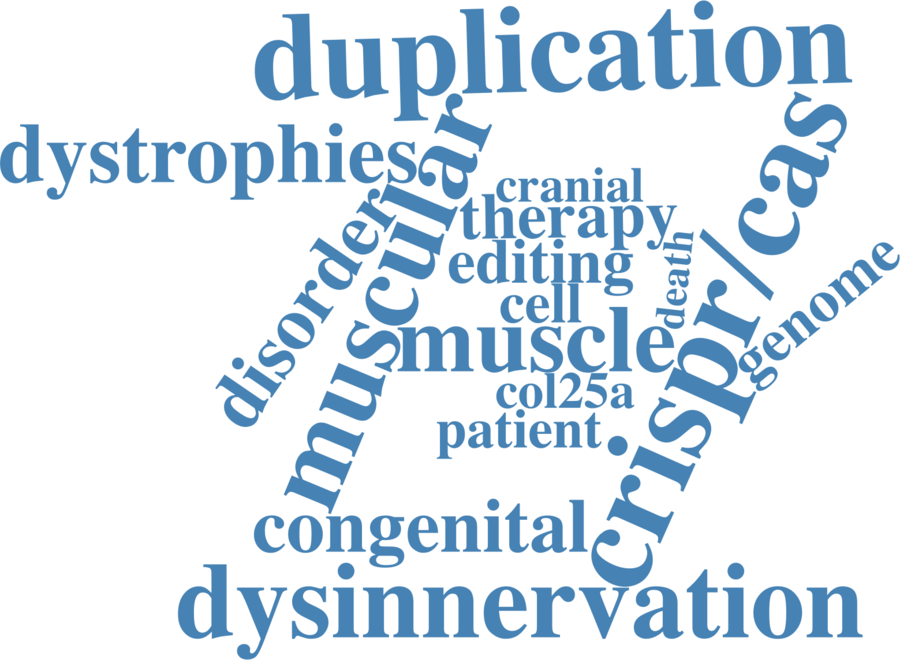 duplication
dystrophies
muscular
crispr/cas
cranial
therapy
disorder
editing
death
genome
cell
muscle
col25a
patient
congenital
dysinnervation